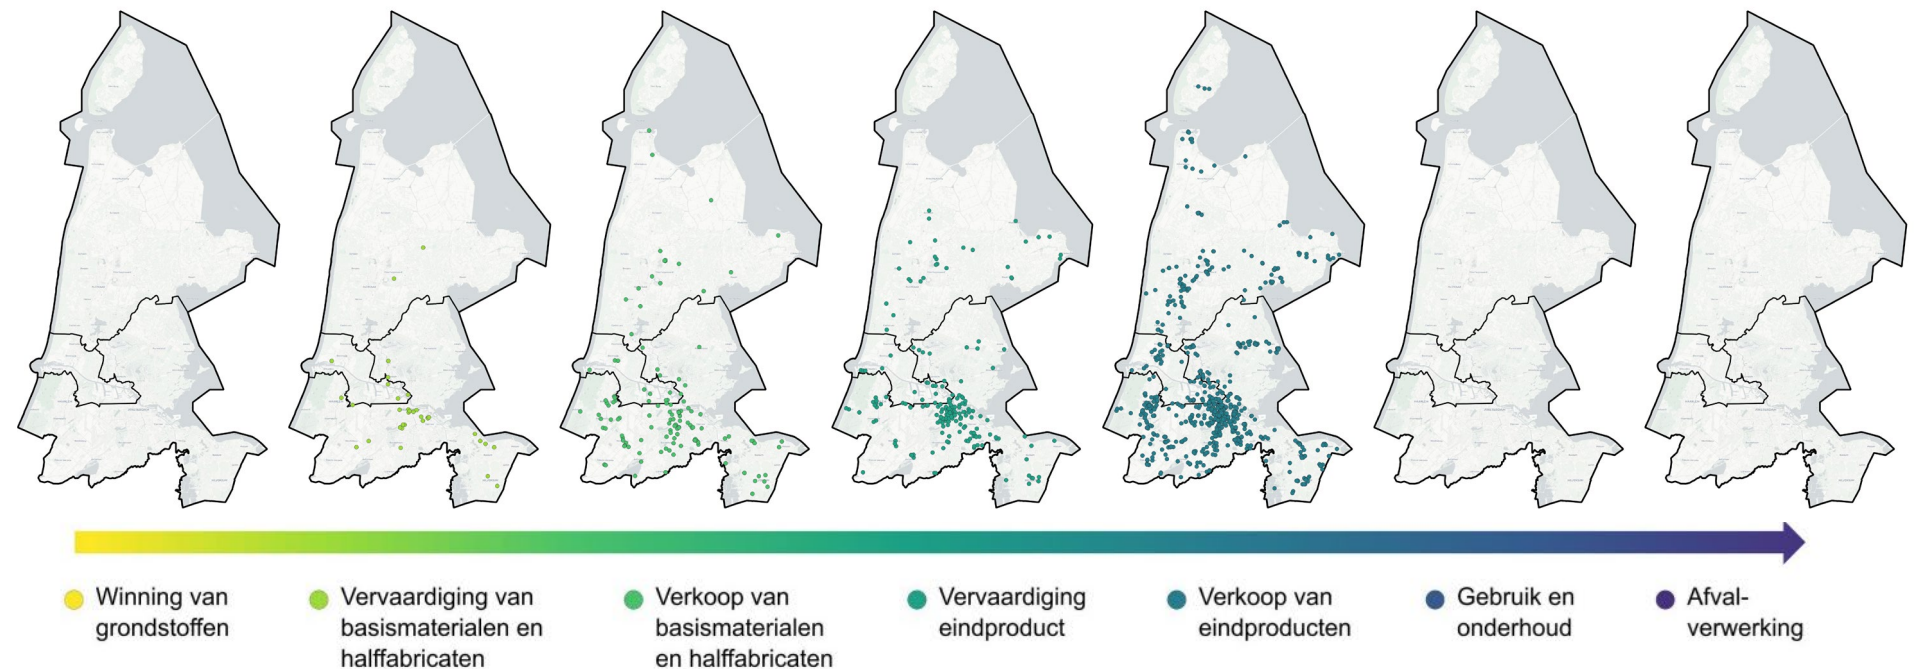 Winning van
grondstoffen
Vervaardiging van
basismaterialen en
halffabricaten
Verkoop van
basismaterialen
en halffabricaten
Vervaardiging
eindproduct
Verkoop van
eindproducten
Gebruik en
onderhoud
Afval-
verwerking